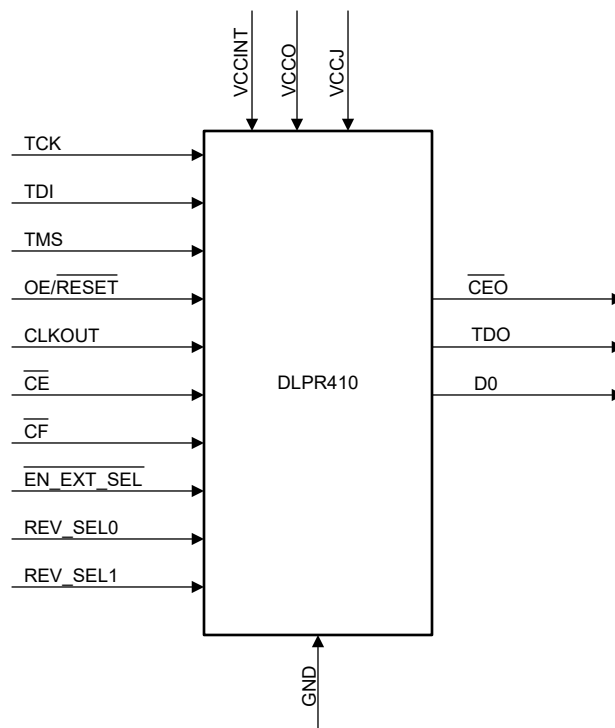 VCCINT
VCCO
VCCJ
TCK
TDI
TMS
OE/RESET
CLKOUT
CE
CF
EN_EXT_SEL
REV_SEL0
REV_SEL1
DLPR410
CEO
TDO
D0
GND